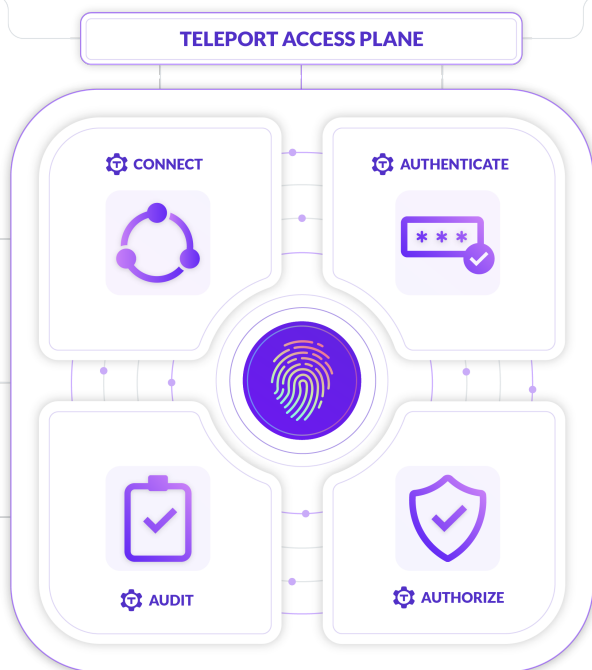 TELEPORT ACCESS PLANE
CONNECT
AUTHENTICATE
* * *
AUDIT
AUTHORIZE